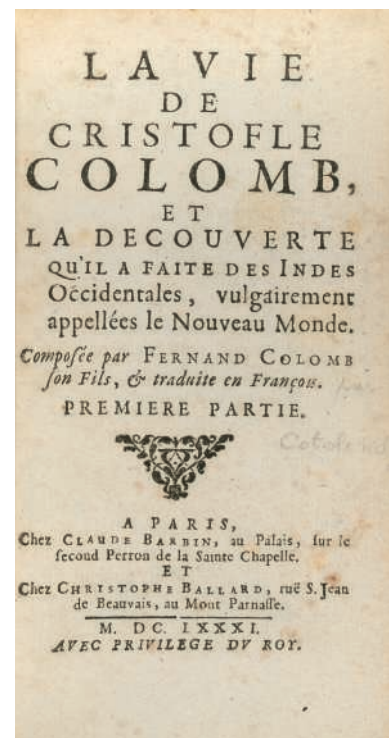 LA VIE
DE
CRISTOFLE
COLOMB,
ET
LA DECOUVERTE
QU'IL A FAITE DES INDES
Occidentales, vulgairement
appellées le Nouveau Monde.
Composée par FERNAND COLOMB
son Fils, & traduite en François.
PREMIERE PARTIE.
A PARIS,
Chez CLAUDE BARBIN, au Palais, sur le
second Perron de la Sainte Chapelle.
ET
Chez CHRISTOPHE BALLARD, ruë S. Jean
de Beauvais, au Mont Parnasse.
M. DC. LXXXI.
AVEC PRIVILEGE DV ROY.